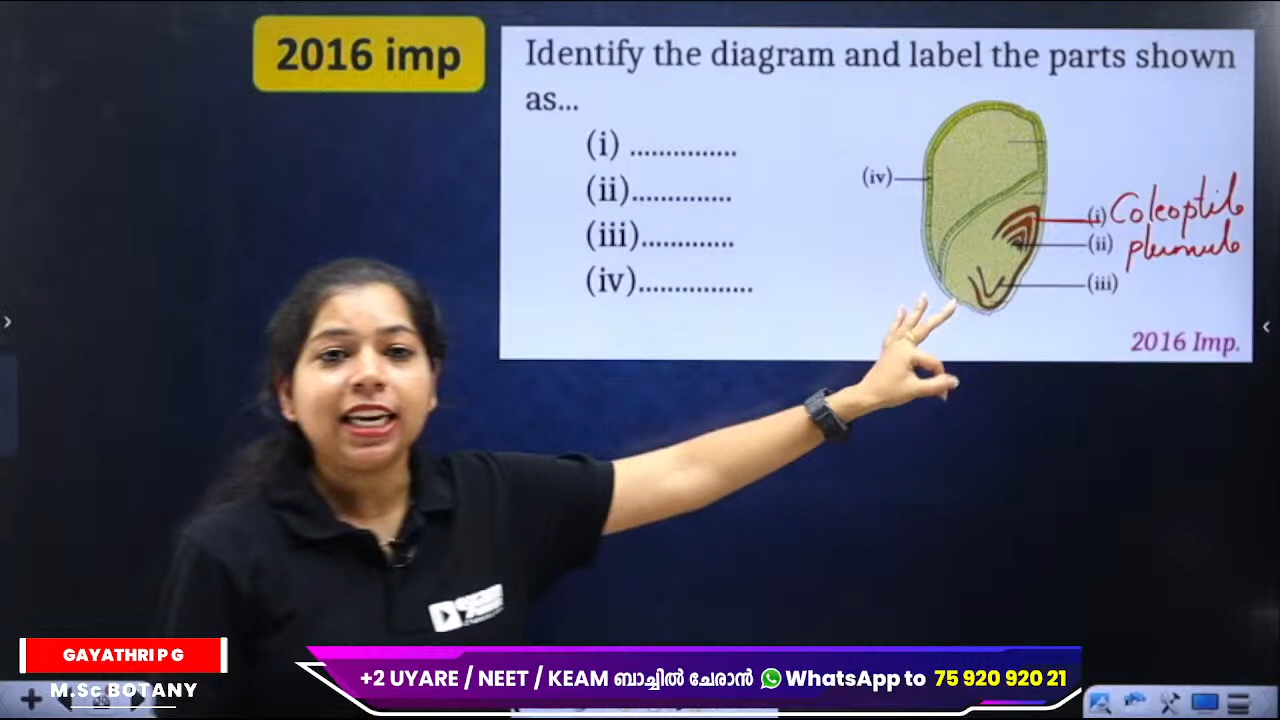 2016 imp
Identify the diagram and label the parts shown
as...
(i) ...............
(ii)..............
(iii).............
(iv)................
(iv)
(i) Coleoptile
(ii) plumule
(iii)
2016 Imp.
GAYATHRI P G
M.Sc BOTANY
+2 UYARE / NEET / KEAM ബാച്ചിൽ ചേരാൻ WhatsApp to 75 920 920 21